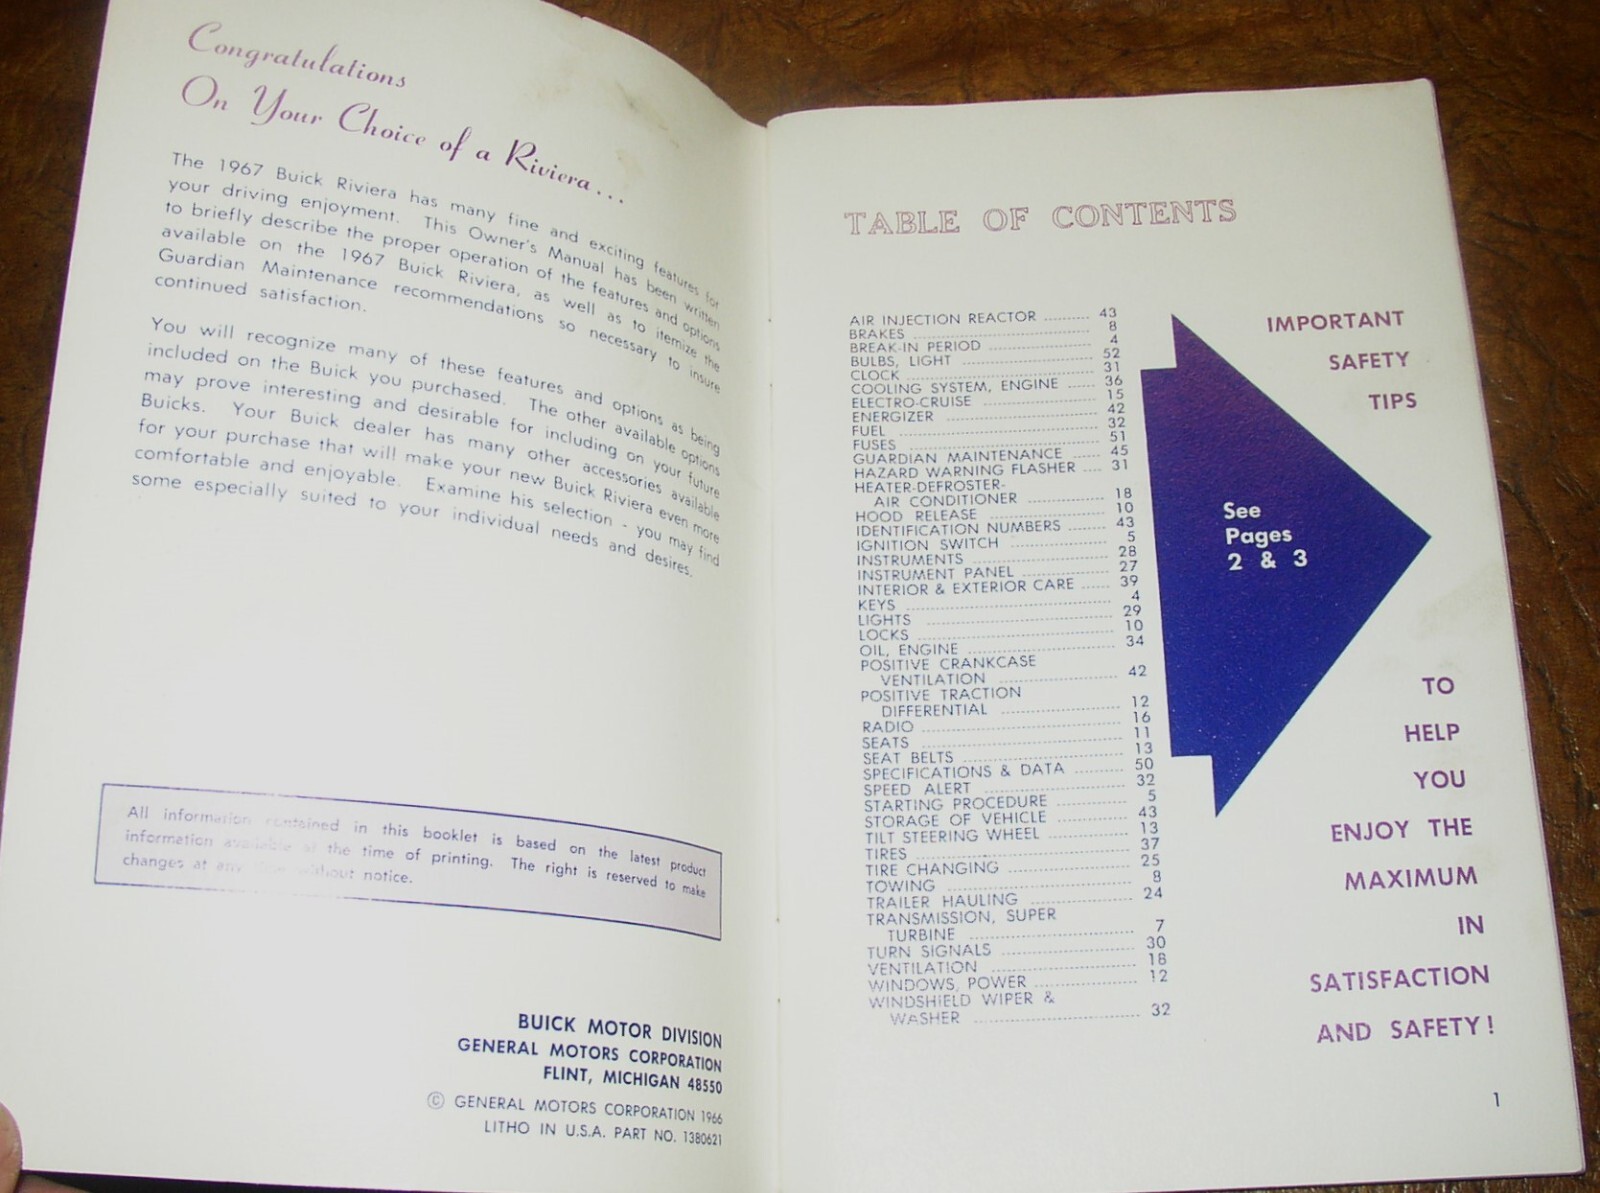 Congratulations
On Your Choice of a Riviera...
The 1967 Buick Riviera has many fine and exciting features for
your driving enjoyment. This Owner's Manual has been written
to briefly describe the proper operation of the features and options
available on the 1967 Buick Riviera, as well as to itemize the
Guardian Maintenance recommendations so necessary to insure
continued satisfaction.
You will recognize many of these features and options as being
included on the Buick you purchased. The other available options
may prove interesting and desirable for including on your future
Buicks. Your Buick dealer has many other accessories available
for your purchase that will make your new Buick Riviera even more
comfortable and enjoyable. Examine his selection - you may find
some especially suited to your individual needs and desires.
All information contained in this booklet is based on the latest product
information available at the time of printing. The right is reserved to make
changes at any time without notice.
BUICK MOTOR DIVISION
GENERAL MOTORS CORPORATION
FLINT, MICHIGAN 48550
© GENERAL MOTORS CORPORATION 1966
LITHO IN U.S.A. PART NO. 1380621
TABLE OF CONTENTS
AIR INJECTION REACTOR .......... 43
BRAKES .......... 8
BREAK-IN PERIOD .......... 4
BULBS, LIGHT .......... 52
CLOCK .......... 31
COOLING SYSTEM, ENGINE ...... 36
ELECTRO-CRUISE .......... 15
ENERGIZER .......... 42
FUEL .......... 32
FUSES .......... 51
GUARDIAN MAINTENANCE ...... 45
HAZARD WARNING FLASHER .... 31
HEATER-DEFROSTER-
AIR CONDITIONER .......... 18
HOOD RELEASE .......... 10
IDENTIFICATION NUMBERS ........ 43
IGNITION SWITCH .......... 5
INSTRUMENTS .......... 28
INSTRUMENT PANEL .......... 27
INTERIOR & EXTERIOR CARE ...... 39
KEYS .......... 4
LIGHTS .......... 29
LOCKS .......... 10
OIL, ENGINE .......... 34
POSITIVE CRANKCASE
VENTILATION .......... 42
POSITIVE TRACTION
DIFFERENTIAL .......... 12
RADIO .......... 16
SEATS .......... 11
SEAT BELTS .......... 13
SPECIFICATIONS & DATA .......... 50
SPEED ALERT .......... 32
STARTING PROCEDURE .......... 5
STORAGE OF VEHICLE .......... 43
TILT STEERING WHEEL .......... 13
TIRES .......... 37
TIRE CHANGING .......... 25
TOWING .......... 8
TRAILER HAULING .......... 24
TRANSMISSION, SUPER
TURBINE .......... 7
TURN SIGNALS .......... 30
VENTILATION .......... 18
WINDOWS, POWER .......... 12
WINDSHIELD WIPER &
WASHER .......... 32
IMPORTANT
SAFETY
TIPS
See
Pages
2 & 3
TO
HELP
YOU
ENJOY THE
MAXIMUM
IN
SATISFACTION
AND SAFETY!
1